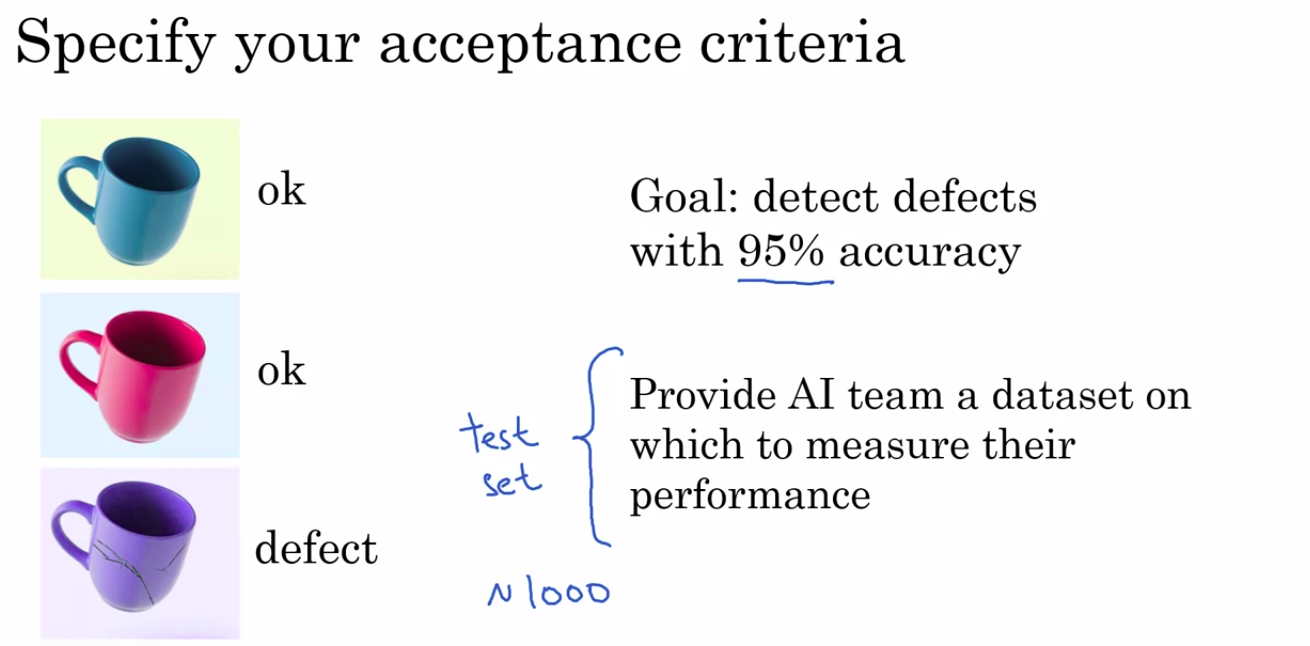 Specify your acceptance criteria
ok
ok
defect
Goal: detect defects
with 95% accuracy
test
set
Provide AI team a dataset on
which to measure their
performance
~1000